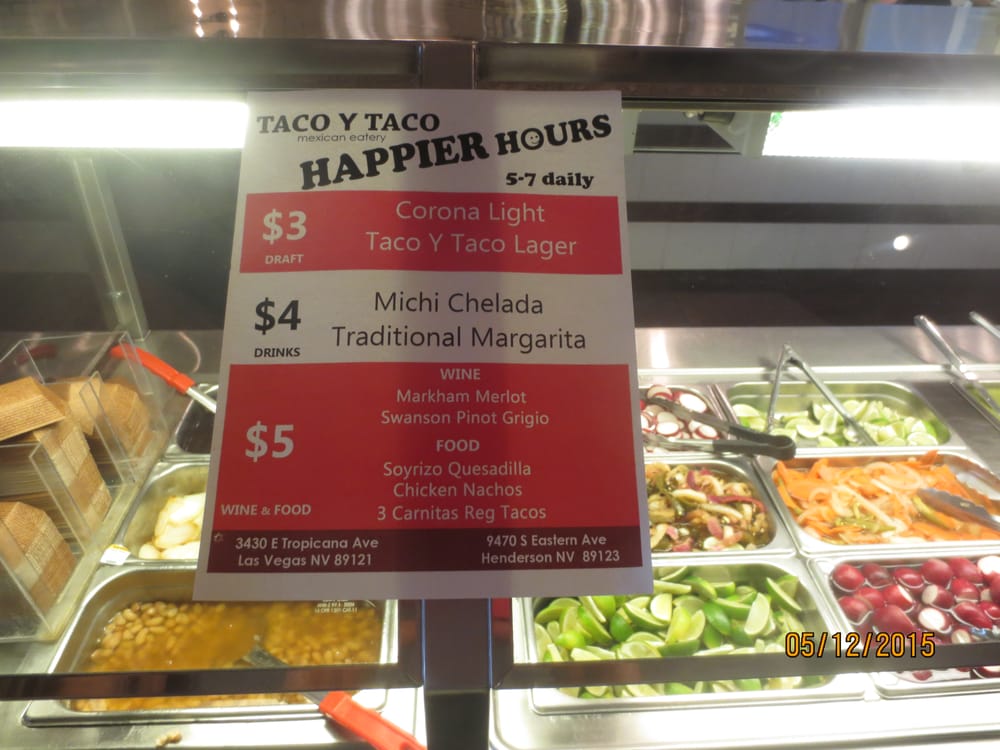 TACO Y TACO
mexican eatery
HAPPIER HOURS
5-7 daily
$3
DRAFT
Corona Light
Taco Y Taco Lager
$4
DRINKS
Michi Chelada
Traditional Margarita
$5
WINE & FOOD
WINE
Markham Merlot
Swanson Pinot Grigio
FOOD
Soyrizo Quesadilla
Chicken Nachos
3 Carnitas Reg Tacos
3430 E Tropicana Ave
Las Vegas NV 89121
9470 S Eastern Ave
Henderson NV 89123
05/12/2015